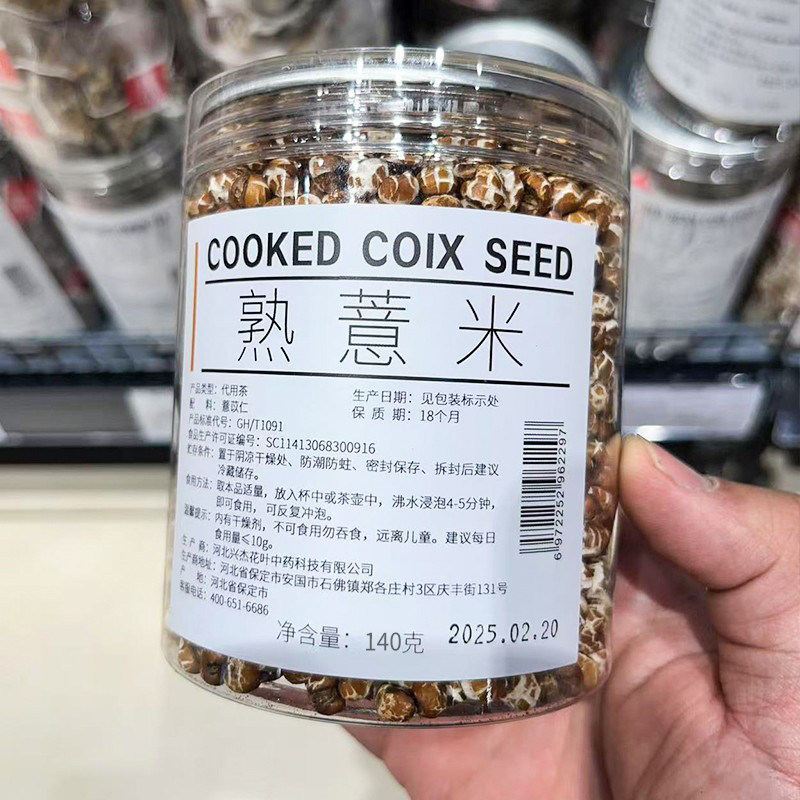 COOKED COIX SEED
熟薏米
产品类型：代用茶
配 料：薏苡仁
产品标准代号：GH/T1091
食品生产许可证编号：SC11413068300916
生产日期：见包装标示处
保 质 期：18个月
贮存条件：置于阴凉干燥处、防潮防蛀、密封保存、拆封后建议
冷藏储存。
食用方法：取本品适量，放入杯中或茶壶中，沸水浸泡4-5分钟，
即可食用，可反复冲泡。
温馨提示：内有干燥剂，不可食用勿吞食，远离儿童。建议每日
食用量≤10g。
生 产 商：河北兴杰花叶中药科技有限公司
生产商地址：河北省保定市安国市石佛镇郑各庄村3区庆丰街131号
产 地：河北省保定市
客服电话：400-651-6686
净含量：140克
2025.02.20
6 972252 962297